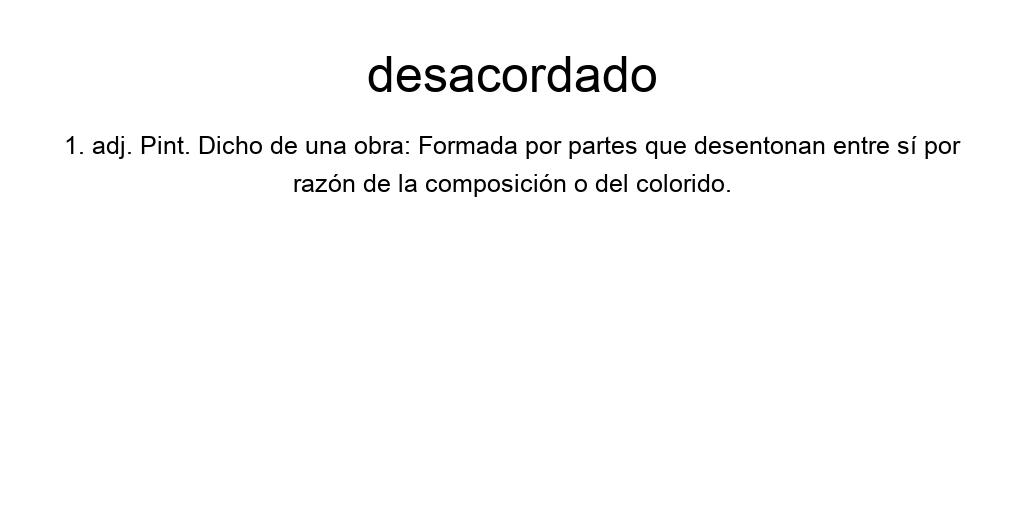 desacordado
1. adj. Pint. Dicho de una obra: Formada por partes que desentonan entre sí por
razón de la composición o del colorido.